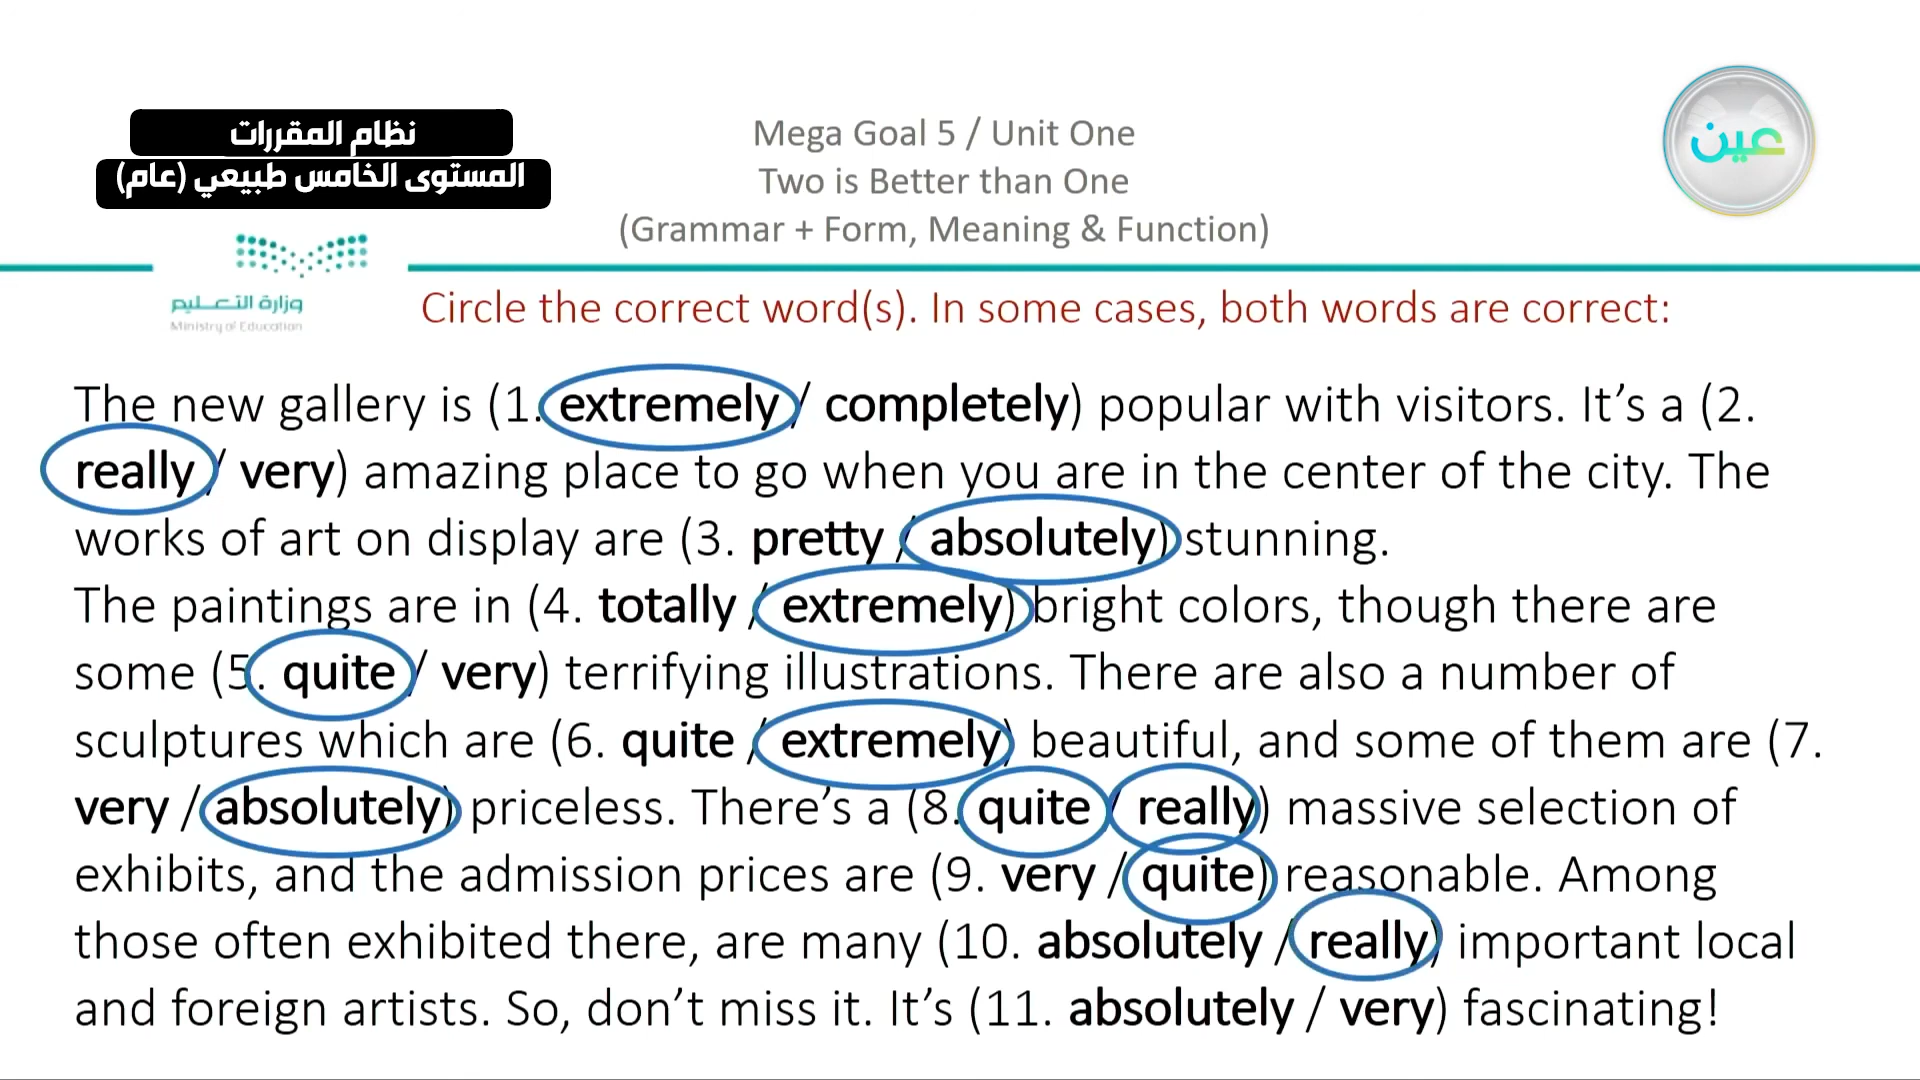 نظام المقررات
المستوى الخامس طبيعي (عام)
Mega Goal 5 / Unit One
Two is Better than One
(Grammar + Form, Meaning & Function)
عين
وزارة التعليم
Ministry of Education
Circle the correct word(s). In some cases, both words are correct:
The new gallery is (1. extremely / completely) popular with visitors. It’s a (2.
really / very) amazing place to go when you are in the center of the city. The
works of art on display are (3. pretty / absolutely) stunning.
The paintings are in (4. totally / extremely) bright colors, though there are
some (5. quite / very) terrifying illustrations. There are also a number of
sculptures which are (6. quite / extremely) beautiful, and some of them are (7.
very / absolutely) priceless. There’s a (8. quite / really) massive selection of
exhibits, and the admission prices are (9. very / quite) reasonable. Among
those often exhibited there, are many (10. absolutely / really) important local
and foreign artists. So, don’t miss it. It’s (11. absolutely / very) fascinating!